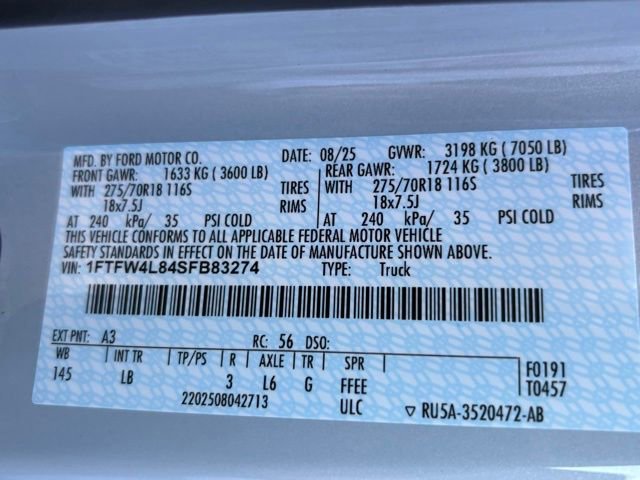 MFD. BY FORD MOTOR CO. DATE: 08/25 GVWR: 3198 KG ( 7050 LB)
FRONT GAWR: 1633 KG ( 3600 LB) REAR GAWR: 1724 KG ( 3800 LB)
WITH 275/70R18 116S TIRES WITH 275/70R18 116S TIRES
18x7.5J RIMS 18x7.5J RIMS
AT 240 kPa/ 35 PSI COLD AT 240 kPa/ 35 PSI COLD
THIS VEHICLE CONFORMS TO ALL APPLICABLE FEDERAL MOTOR VEHICLE
SAFETY STANDARDS IN EFFECT ON THE DATE OF MANUFACTURE SHOWN ABOVE.
VIN: 1FTFW4L84SFB83274 TYPE: Truck
EXT PNT: A3 RC: 56 DSO:
WB INT TR TP/PS R AXLE TR SPR F0191
145 LB 3 L6 G FFEE T0457
2202508042713 ULC ▽ RU5A-3520472-AB